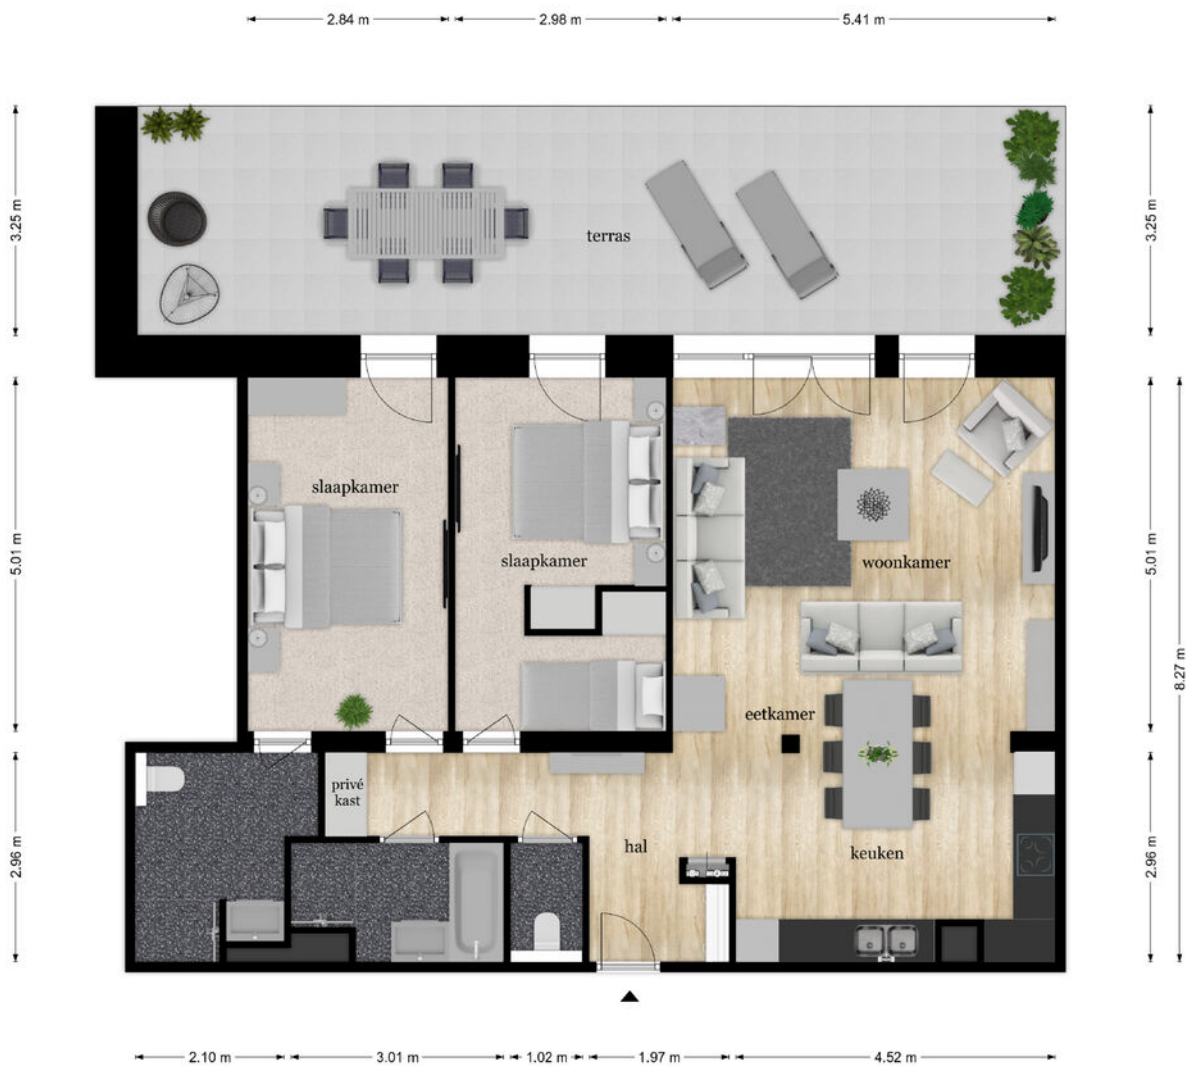 2.84 m
2.98 m
5.41 m
3.25 m
terras
3.25 m
slaapkamer
5.01 m
slaapkamer
woonkamer
5.01 m
eetkamer
8.27 m
privé
kast
2.96 m
hal
keuken
2.96 m
2.10 m
3.01 m
1.02 m
1.97 m
4.52 m